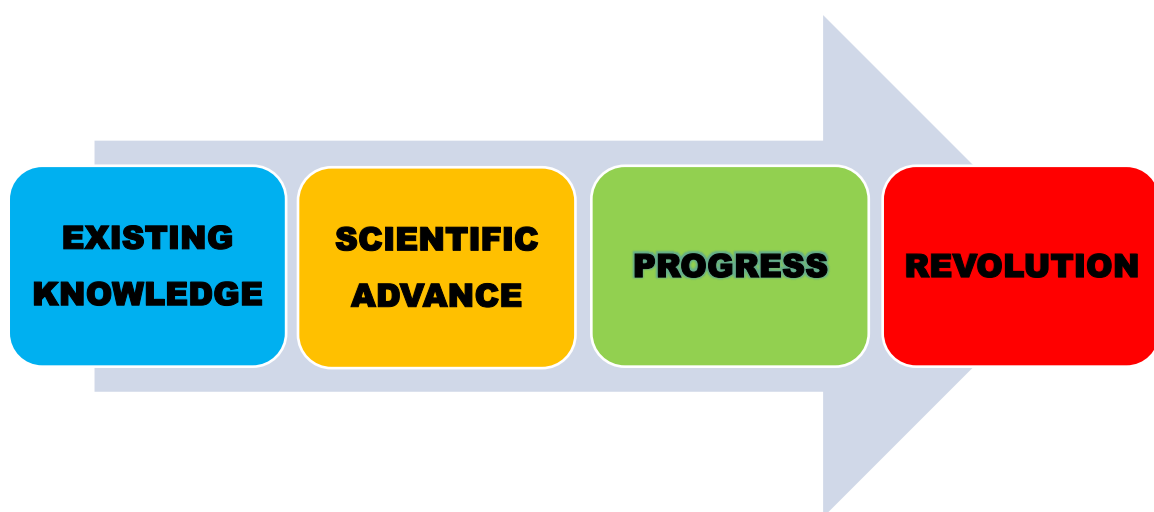 EXISTING
KNOWLEDGE
SCIENTIFIC
ADVANCE
PROGRESS
REVOLUTION